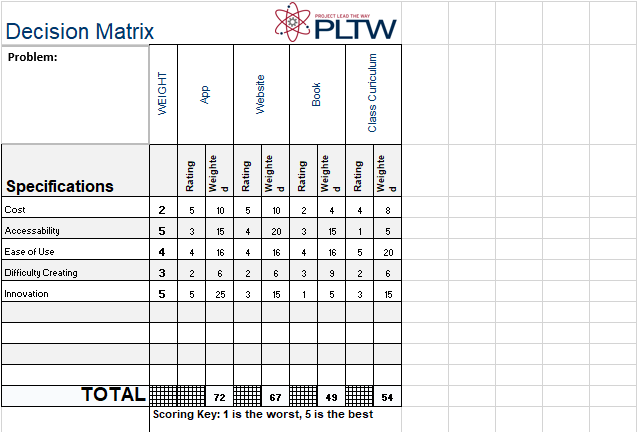 PROJECT LEAD THE WAY
Decision Matrix PLTW
Problem:
WEIGHT App Website Book Class Curiculum
Specifications Rating Weighte d Rating Weighte d Rating Weighte d Rating Weighte d
Cost 2 5 10 5 10 2 4 4 8
Accessability 5 3 15 4 20 3 15 1 5
Ease of Use 4 4 16 4 16 4 16 5 20
Difficulty Creating 3 2 6 2 6 3 9 2 6
Innovation 5 5 25 3 15 1 5 3 15
TOTAL 72 67 49 54
Scoring Key: 1 is the worst, 5 is the best